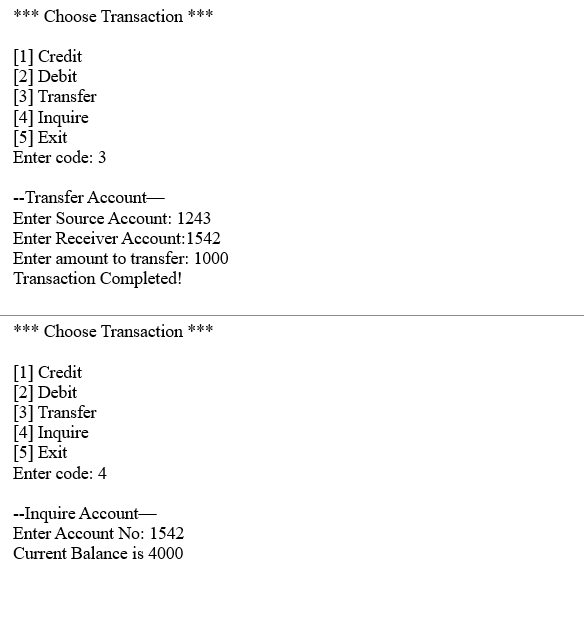 *** Choose Transaction ***
[1] Credit
[2] Debit
[3] Transfer
[4] Inquire
[5] Exit
Enter code: 3
--Transfer Account—
Enter Source Account: 1243
Enter Receiver Account:1542
Enter amount to transfer: 1000
Transaction Completed!
*** Choose Transaction ***
[1] Credit
[2] Debit
[3] Transfer
[4] Inquire
[5] Exit
Enter code: 4
--Inquire Account—
Enter Account No: 1542
Current Balance is 4000